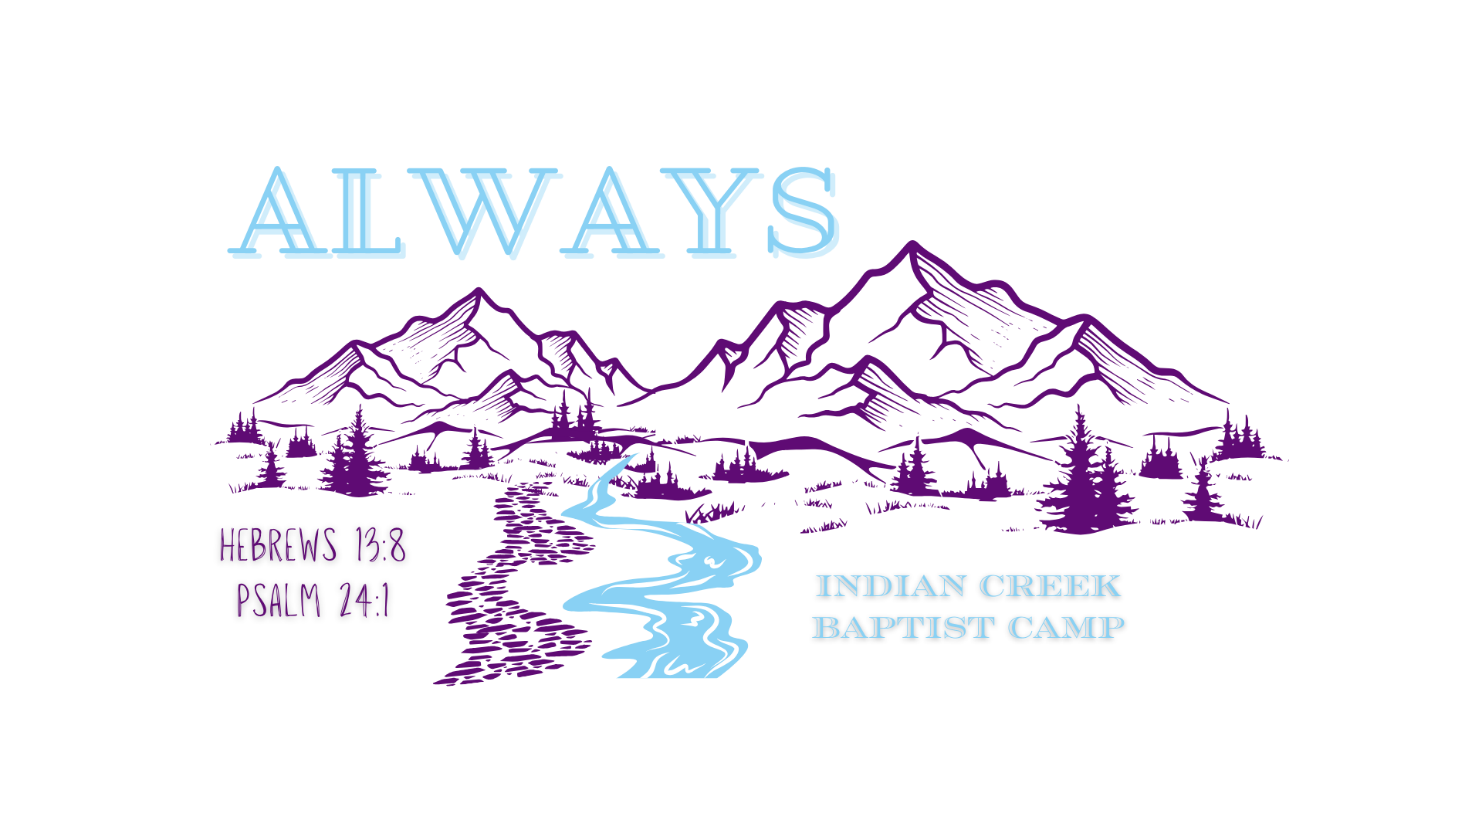 ALWAYS
HEBREWS 13:8
PSALM 24:1
INDIAN CREEK
BAPTIST CAMP